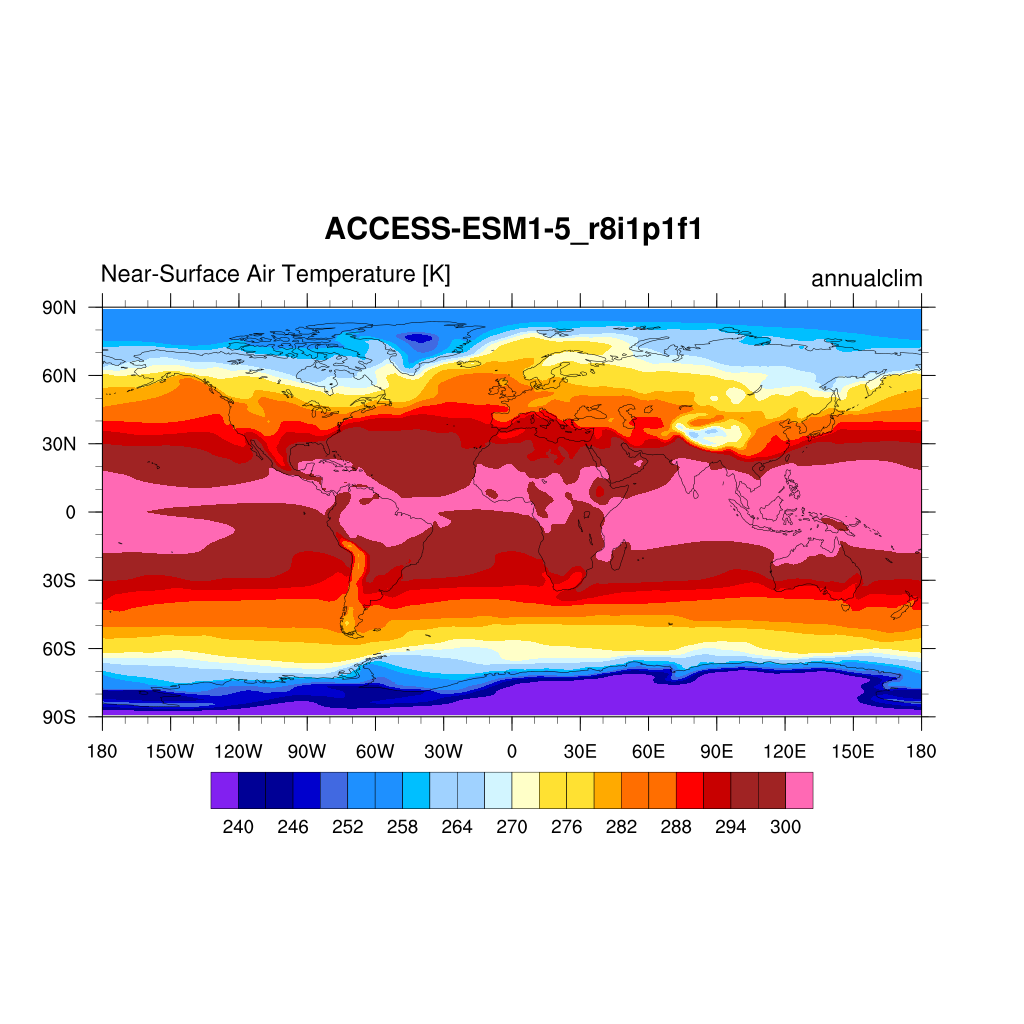 ACCESS-ESM1-5_r8i1p1f1
Near-Surface Air Temperature [K]
annualclim
90N
60N
30N
0
30S
60S
90S
180 150W 120W 90W 60W 30W 0 30E 60E 90E 120E 150E 180
240 246 252 258 264 270 276 282 288 294 300